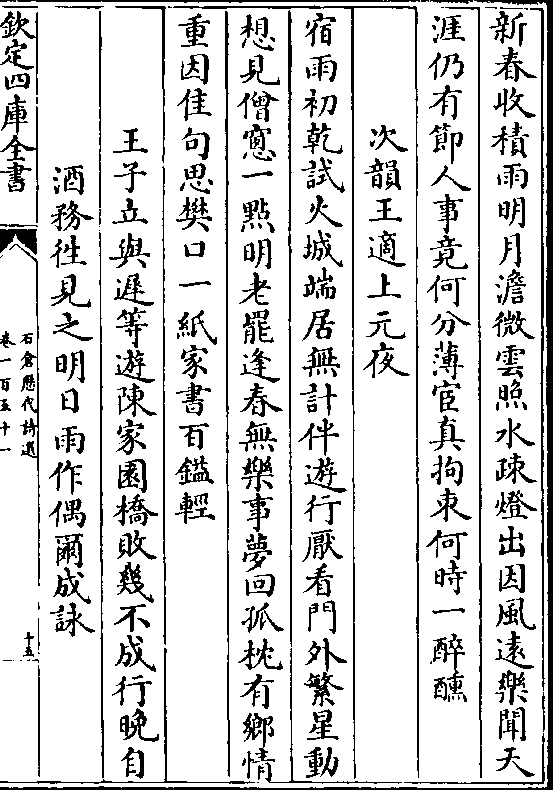 新春收積雨明月澹微雲照水疎燈出因風逺樂聞天
涯仍有節人事竟何分薄宦真拘束何時一醉醺
次韻王適上元夜
宿雨初乾試火城端居無計伴遊行厭看門外繁星動
想見僧窻一點明老罷逢春無樂事夢回孤枕有鄉情
重因佳句思樊口一紙家書百鎰輕
王子立與遲等遊陳家園橋敗幾不成行晚自
酒務徃見之明日雨作偶爾成詠
欽定四庫全書
石倉歴代詩選
卷一百五十一
十五